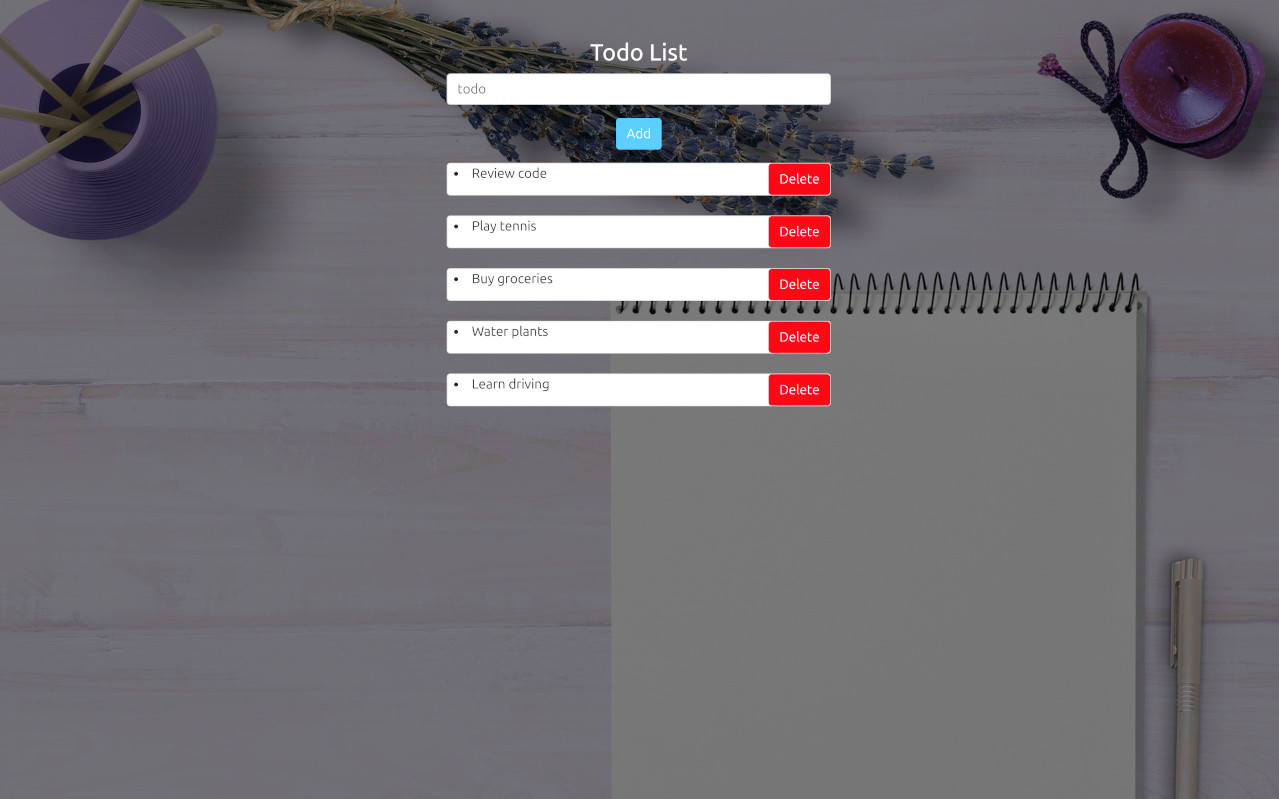 Todo List
todo
Add
• Review code Delete
• Play tennis Delete
• Buy groceries Delete
• Water plants Delete
• Learn driving Delete